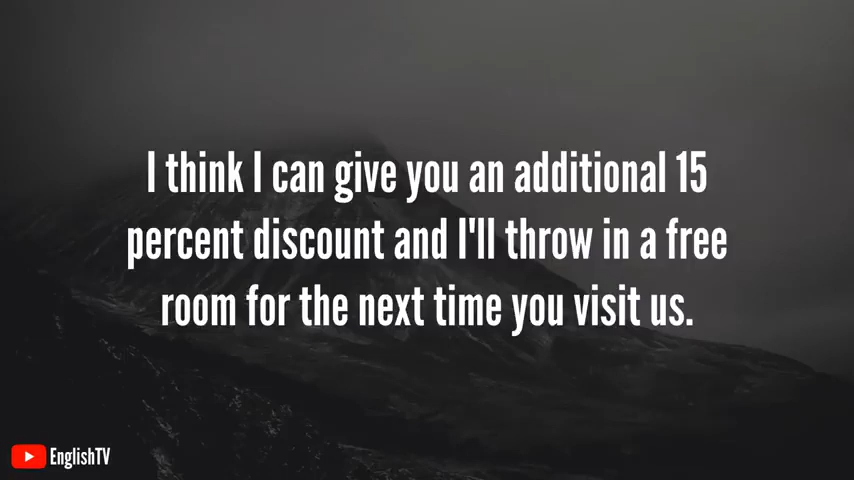 I think I can give you an additional 15
percent discount and I'll throw in a free
room for the next time you visit us.
EnglishTV